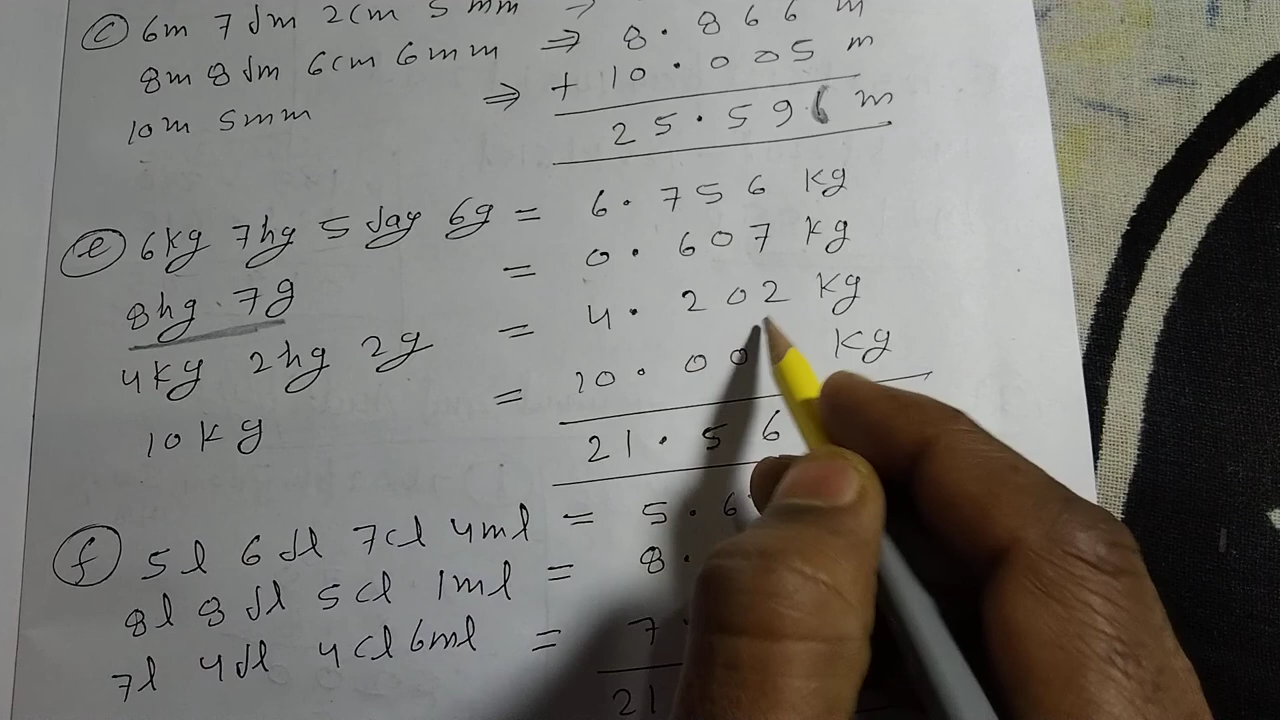 (c) 6m 7dm 2cm 5mm ⇒
8m 8dm 6cm 6mm ⇒ 8.866 m
10m 5mm ⇒ + 10.005 m
25.596 m
(e) 6kg 7hg 5dag 6g = 6.756 kg
8hg 7g = 0.607 kg
4kg 2hg 2g = 4.202 kg
10kg = 10.00 kg
21.56
(f) 5l 6dl 7cl 4ml = 5.6
8l 8dl 5cl 1ml = 8.
7l 4dl 4cl 6ml = 7.
21